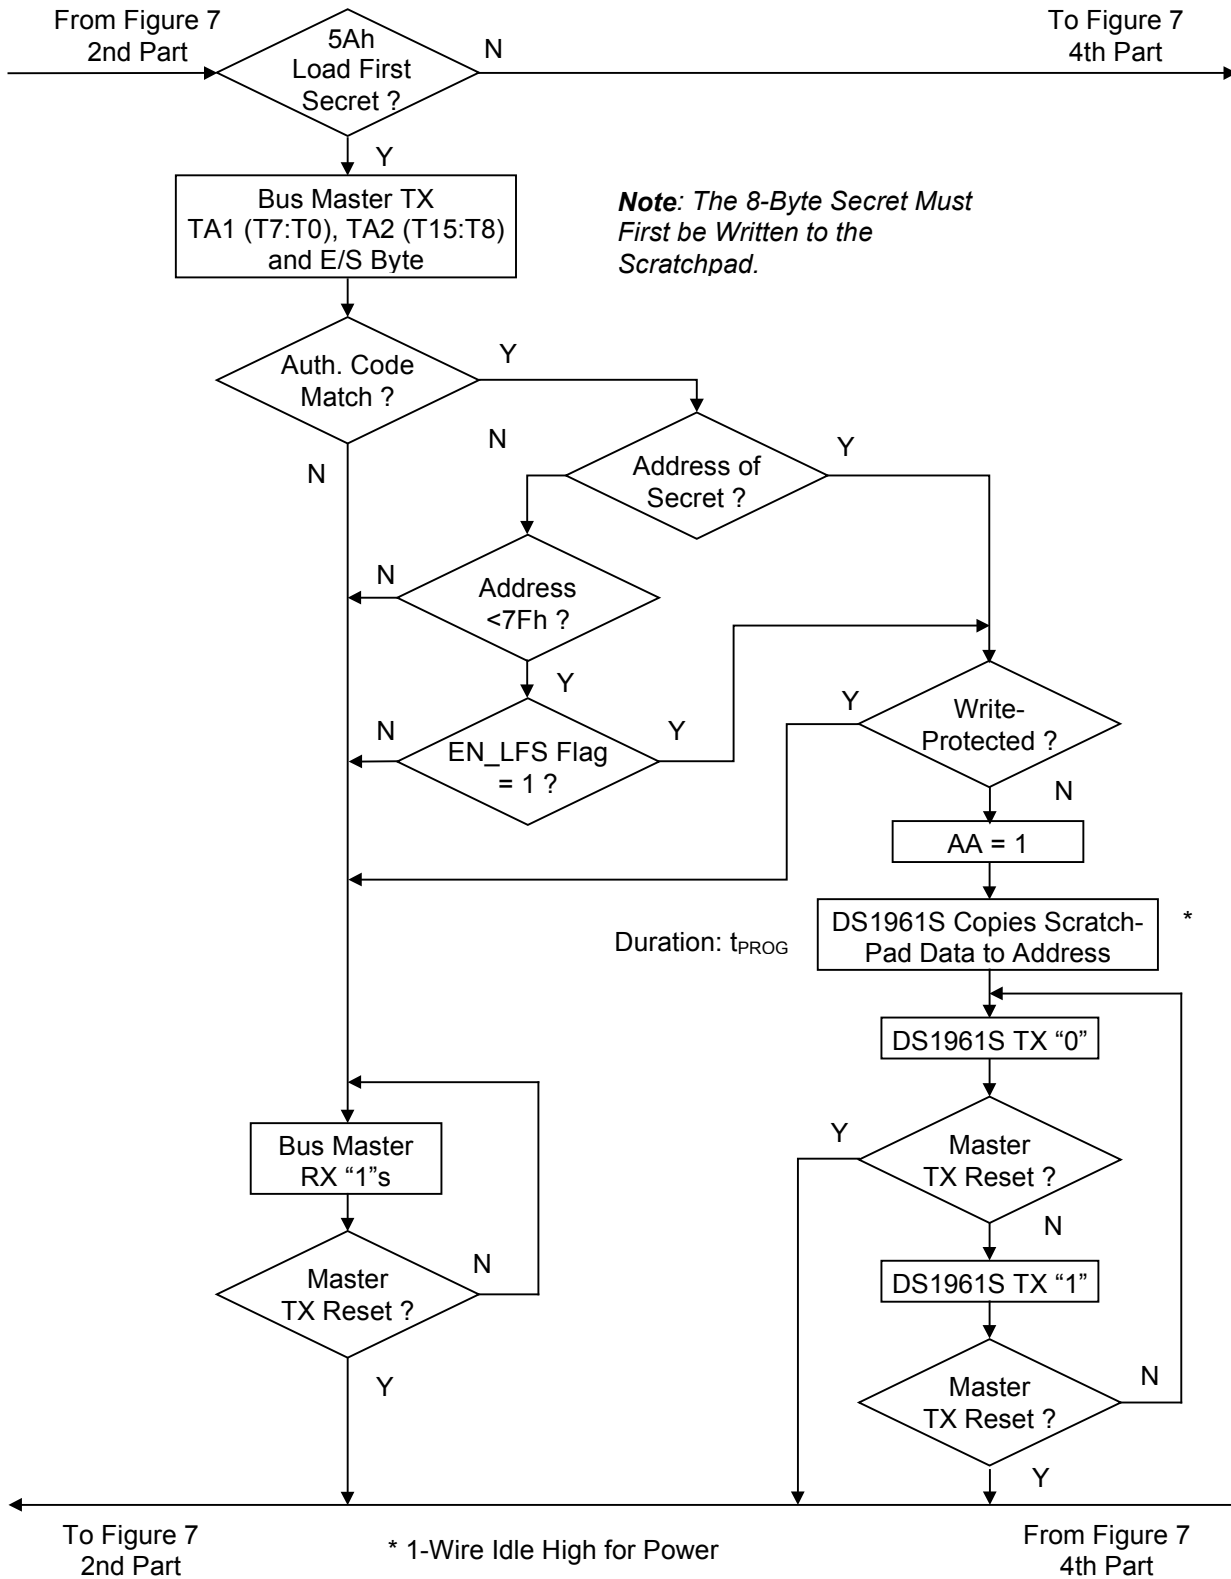 From Figure 7
2nd Part
5Ah
Load First
Secret ?
N
To Figure 7
4th Part
Y
Bus Master TX
TA1 (T7:T0), TA2 (T15:T8)
and E/S Byte
Note: The 8-Byte Secret Must
First be Written to the
Scratchpad.
Auth. Code
Match ?
Y
N
N
Address of
Secret ?
Y
N
Address
<7Fh ?
Y
N
EN_LFS Flag
= 1 ?
Y
Y
Write-
Protected ?
N
AA = 1
Duration: tPROG
DS1961S Copies Scratch-
Pad Data to Address
*
DS1961S TX “0”
Y
Master
TX Reset ?
N
DS1961S TX “1”
Master
TX Reset ?
N
Y
Bus Master
RX “1”s
Master
TX Reset ?
N
Y
To Figure 7
2nd Part
* 1-Wire Idle High for Power
From Figure 7
4th Part